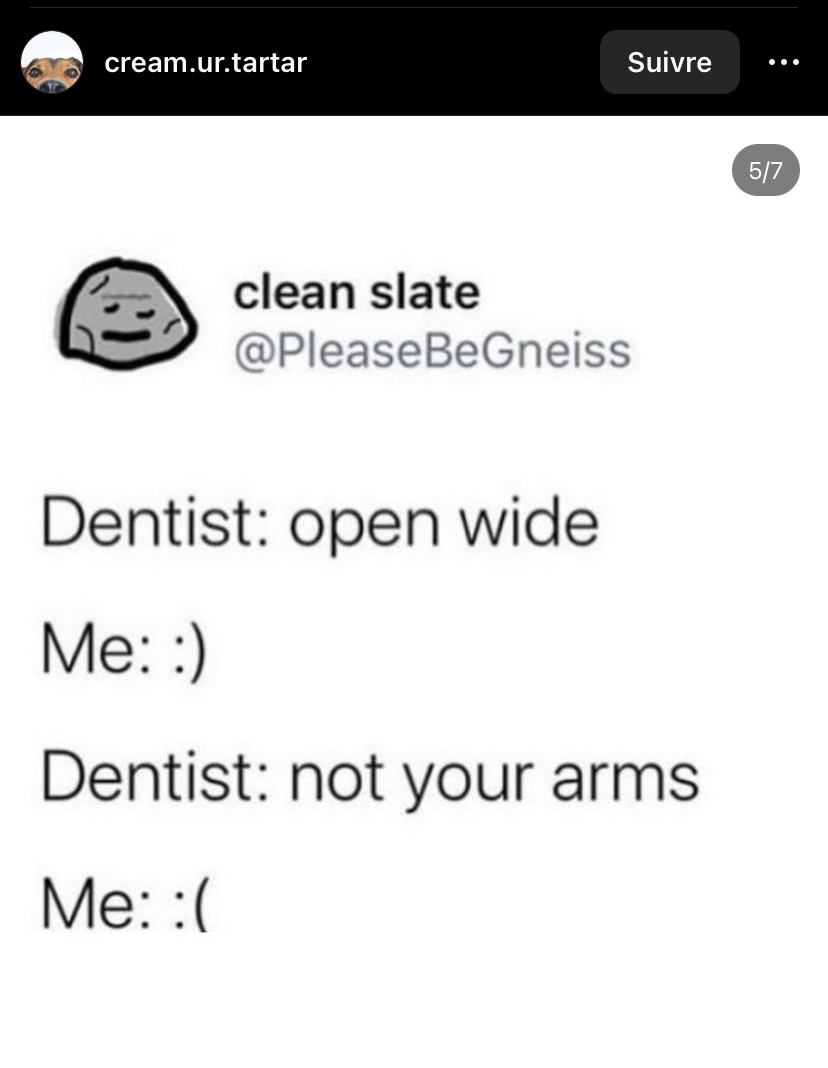 cream.ur.tartar
Suivre
5/7
clean slate
@PleaseBeGneiss
Dentist: open wide
Me: :)
Dentist: not your arms
Me: :(